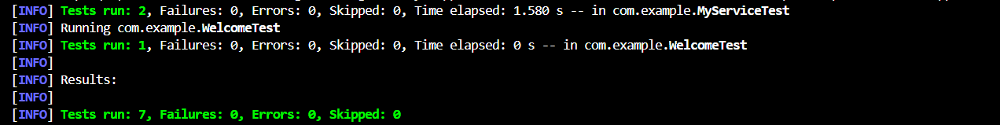 [INFO] Tests run: 2, Failures: 0, Errors: 0, Skipped: 0, Time elapsed: 1.580 s -- in com.example.MyServiceTest
[INFO] Running com.example.WelcomeTest
[INFO] Tests run: 1, Failures: 0, Errors: 0, Skipped: 0, Time elapsed: 0 s -- in com.example.WelcomeTest
[INFO]
[INFO] Results:
[INFO]
[INFO] Tests run: 7, Failures: 0, Errors: 0, Skipped: 0